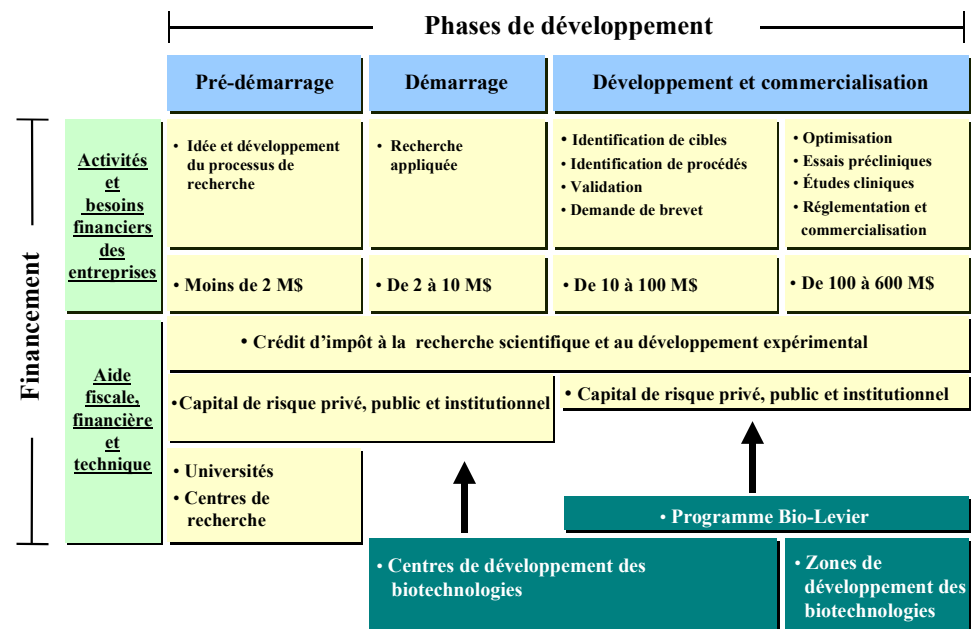 Phases de développement
Pré-démarrage
Démarrage
Développement et commercialisation
Financement
Activités
et
besoins
financiers
des
entreprises
• Idée et développement
du processus de
recherche
• Recherche
appliquée
• Identification de cibles
• Identification de procédés
• Validation
• Demande de brevet
• Optimisation
• Essais précliniques
• Études cliniques
• Réglementation et
commercialisation
• Moins de 2 M$
• De 2 à 10 M$
• De 10 à 100 M$
• De 100 à 600 M$
Aide
fiscale,
financière
et
technique
• Crédit d'impôt à la recherche scientifique et au développement expérimental
• Capital de risque privé, public et institutionnel
• Capital de risque privé, public et institutionnel
• Universités
• Centres de
recherche
• Programme Bio-Levier
• Centres de développement des
biotechnologies
• Zones de
développement des
biotechnologies